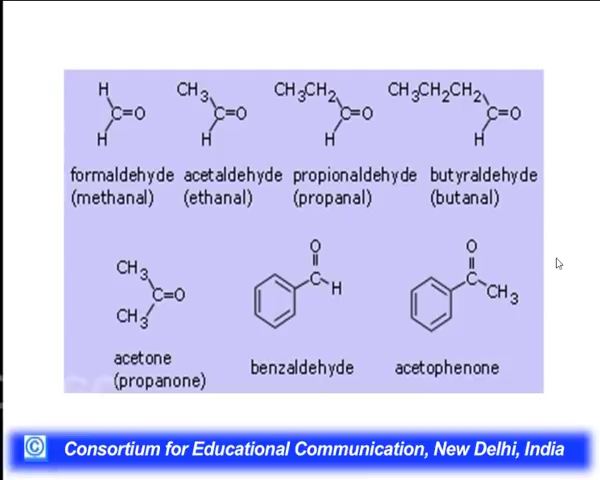 H CH3 CH3CH2 CH3CH2CH2
C=O C=O C=O C=O
H H H H
formaldehyde acetaldehyde propionaldehyde butyraldehyde
(methanal) (ethanal) (propanal) (butanal)
O O
CH3 C H C CH3
C=O
CH3
acetone benzaldehyde acetophenone
(propanone)
© Consortium for Educational Communication, New Delhi, India